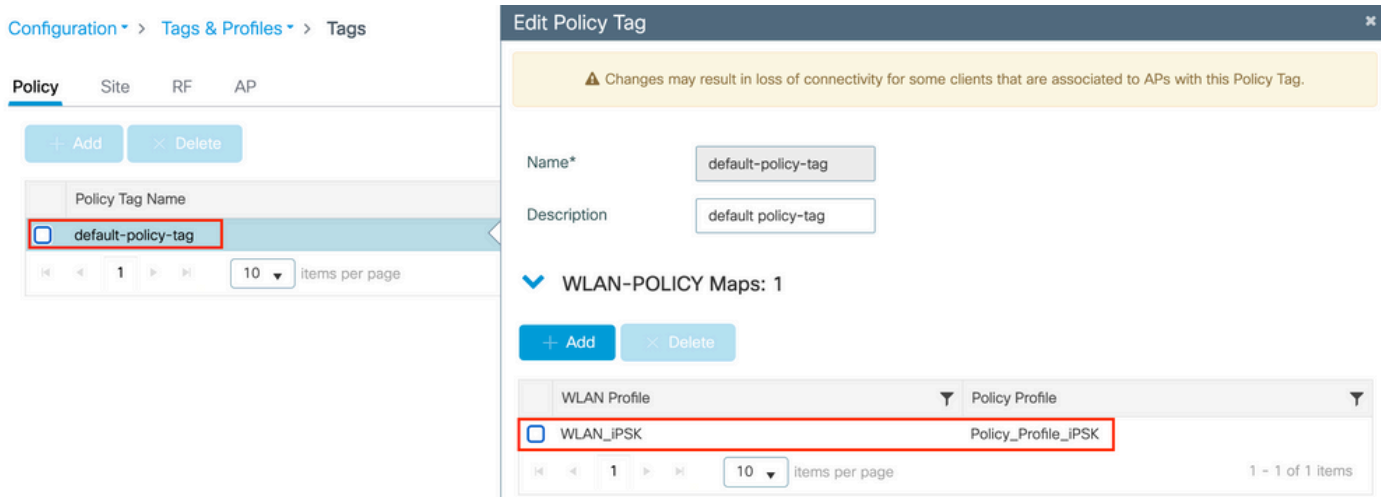 Configuration > Tags & Profiles > Tags
Policy Site RF AP
+ Add × Delete
Policy Tag Name
default-policy-tag
1 10 items per page
Edit Policy Tag
Changes may result in loss of connectivity for some clients that are associated to APs with this Policy Tag.
Name* default-policy-tag
Description default policy-tag
WLAN-POLICY Maps: 1
+ Add × Delete
WLAN Profile Policy Profile
WLAN_iPSK Policy_Profile_iPSK
1 10 items per page 1 - 1 of 1 items